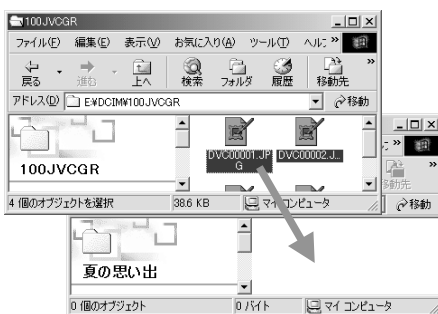 100JVCGR
ファイル(F) 編集(E) 表示(V) お気に入り(A) ツール(T) ヘルプ »
戻る 進む 上へ 検索 フォルダ 履歴 移動先 »
アドレス(D) E:¥DCIM¥100JVCGR 移動
100JVCGR
DVC00001.JP
G
DVC00002.J...
4 個のオブジェクトを選択 386 KB マイ コンピュータ
»
移動先
移動
夏の思い出
0 個のオブジェクト 0 バイト マイ コンピュータ